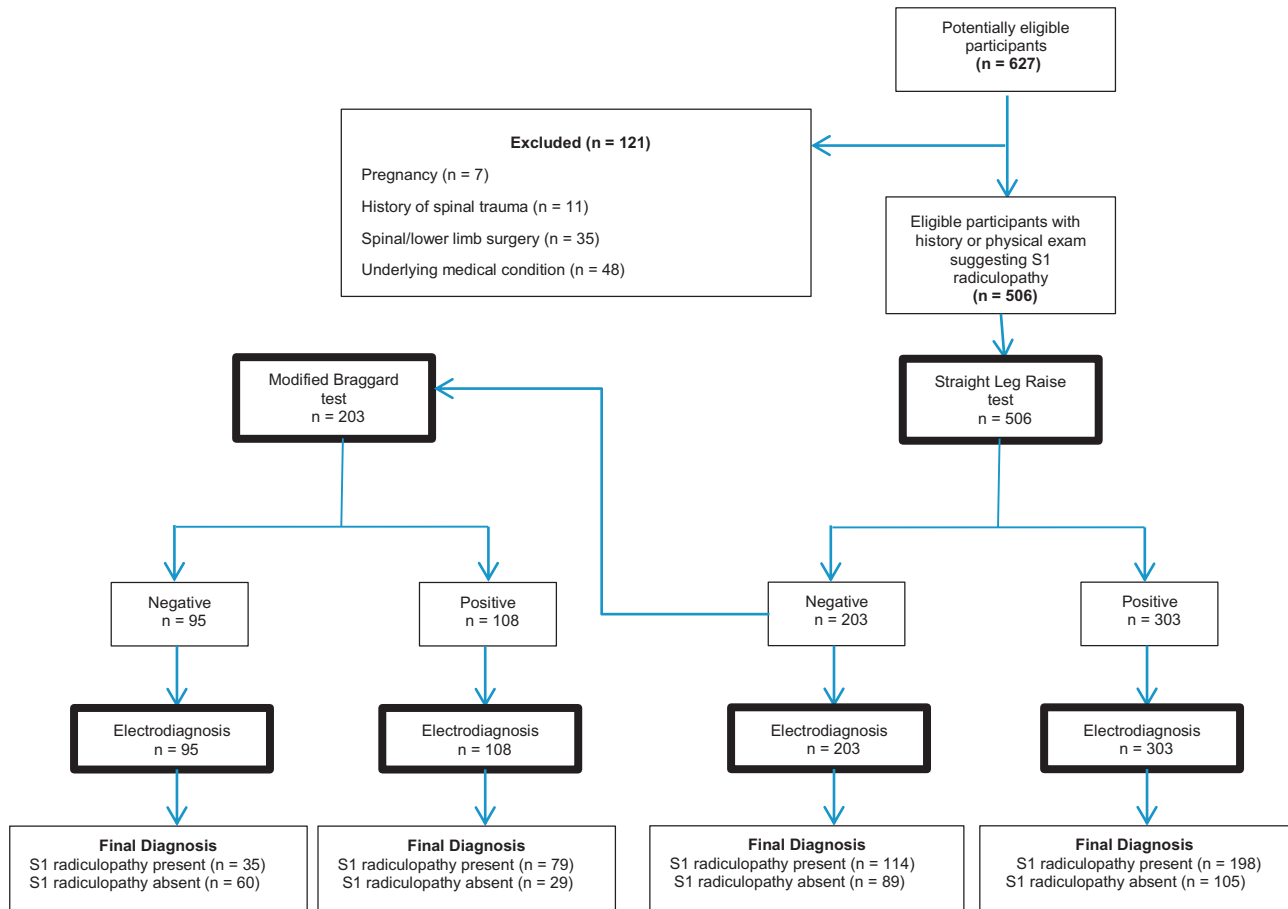 Potentially eligible
participants
(n = 627)
Excluded (n = 121)
Pregnancy (n = 7)
History of spinal trauma (n = 11)
Spinal/lower limb surgery (n = 35)
Underlying medical condition (n = 48)
Eligible participants with
history or physical exam
suggesting S1
radiculopathy
(n = 506)
Modified Braggard
test
n = 203
Straight Leg Raise
test
n = 506
Negative
n = 95
Positive
n = 108
Negative
n = 203
Positive
n = 303
Electrodiagnosis
n = 95
Electrodiagnosis
n = 108
Electrodiagnosis
n = 203
Electrodiagnosis
n = 303
Final Diagnosis
S1 radiculopathy present (n = 35)
S1 radiculopathy absent (n = 60)
Final Diagnosis
S1 radiculopathy present (n = 79)
S1 radiculopathy absent (n = 29)
Final Diagnosis
S1 radiculopathy present (n = 114)
S1 radiculopathy absent (n = 89)
Final Diagnosis
S1 radiculopathy present (n = 198)
S1 radiculopathy absent (n = 105)